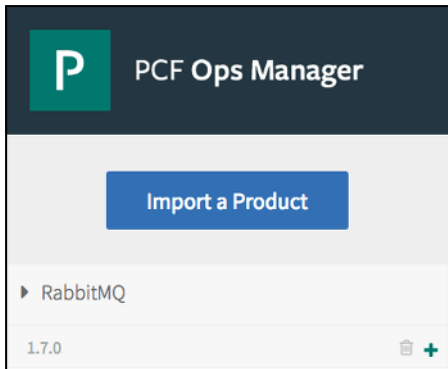 P
PCF Ops Manager
Import a Product
RabbitMQ
1.7.0